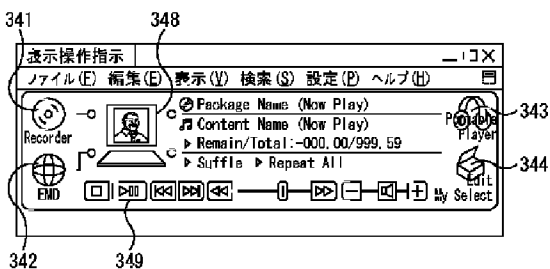 341
348
表示操作指示
ファイル(F) 編集(E) 表示(V) 検索(S) 設定(P) ヘルプ(H)
Package Name (Now Play)
Content Name (Now Play)
Remain/Total:-000.00/999.59
Suffle Repeat All
Recorder
Portable
Player
343
EMD
Edit
My Select
344
342
349